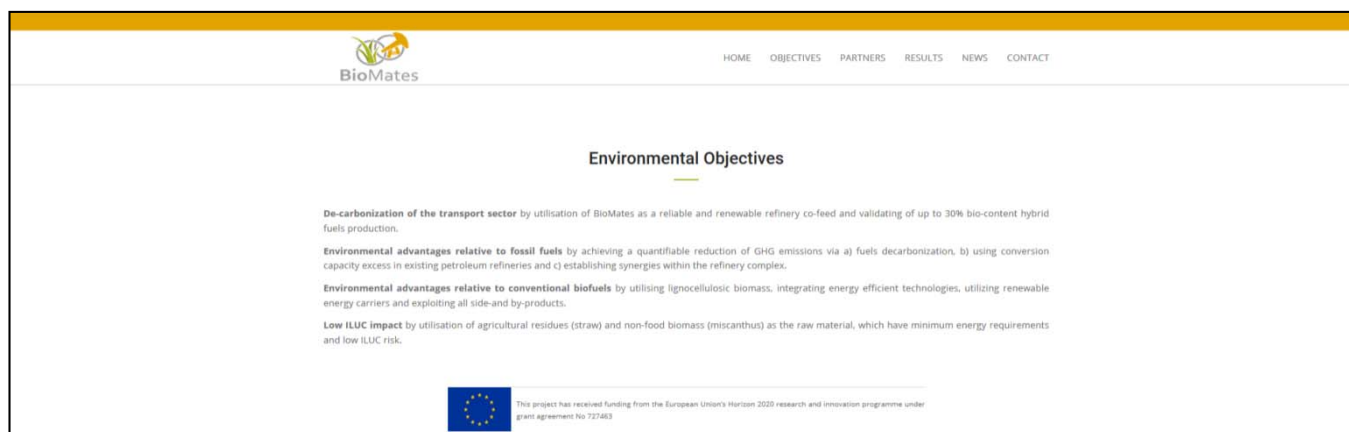 BioMates
HOME OBJECTIVES PARTNERS RESULTS NEWS CONTACT
Environmental Objectives
De-carbonization of the transport sector by utilisation of BioMates as a reliable and renewable refinery co-feed and validating of up to 30% bio-content hybrid
fuels production.
Environmental advantages relative to fossil fuels by achieving a quantifiable reduction of GHG emissions via a) fuels decarbonization, b) using conversion
capacity excess in existing petroleum refineries and c) establishing synergies within the refinery complex.
Environmental advantages relative to conventional biofuels by utilising lignocellulosic biomass, integrating energy efficient technologies, utilizing renewable
energy carriers and exploiting all side-and by-products.
Low ILUC impact by utilisation of agricultural residues (straw) and non-food biomass (miscanthus) as the raw material, which have minimum energy requirements
and low ILUC risk.
This project has received funding from the European Union's Horizon 2020 research and innovation programme under
grant agreement No 727463